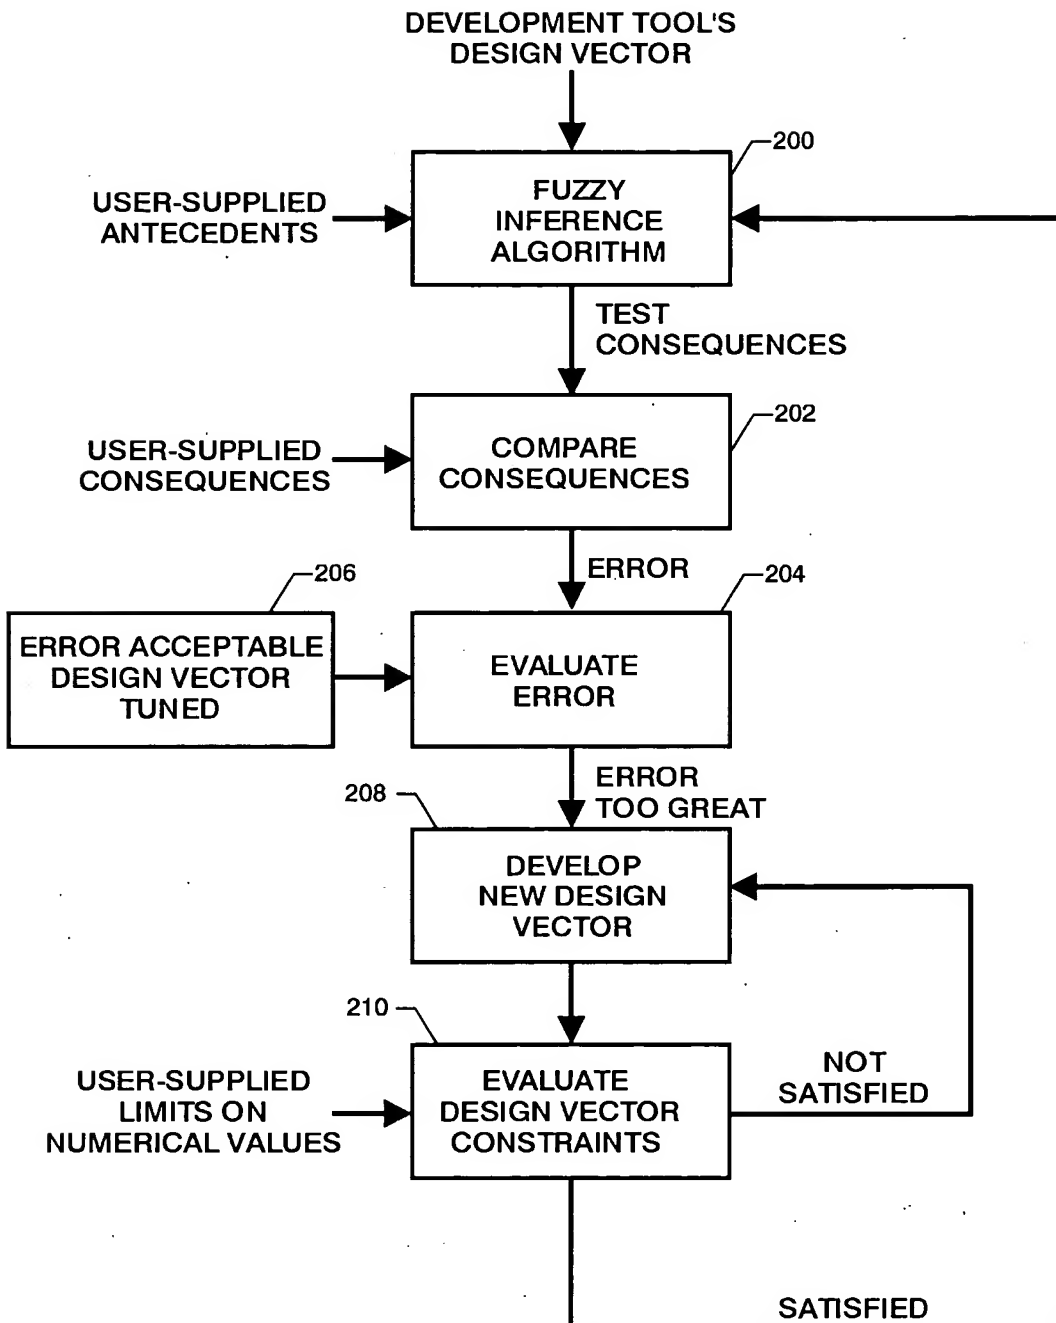 DEVELOPMENT TOOL'S
DESIGN VECTOR
200
FUZZY
INFERENCE
ALGORITHM
USER-SUPPLIED
ANTECEDENTS
TEST
CONSEQUENCES
202
COMPARE
CONSEQUENCES
USER-SUPPLIED
CONSEQUENCES
ERROR
206
204
ERROR ACCEPTABLE
DESIGN VECTOR
TUNED
EVALUATE
ERROR
ERROR
TOO GREAT
208
DEVELOP
NEW DESIGN
VECTOR
210
USER-SUPPLIED
LIMITS ON
NUMERICAL VALUES
EVALUATE
DESIGN VECTOR
CONSTRAINTS
NOT
SATISFIED
SATISFIED